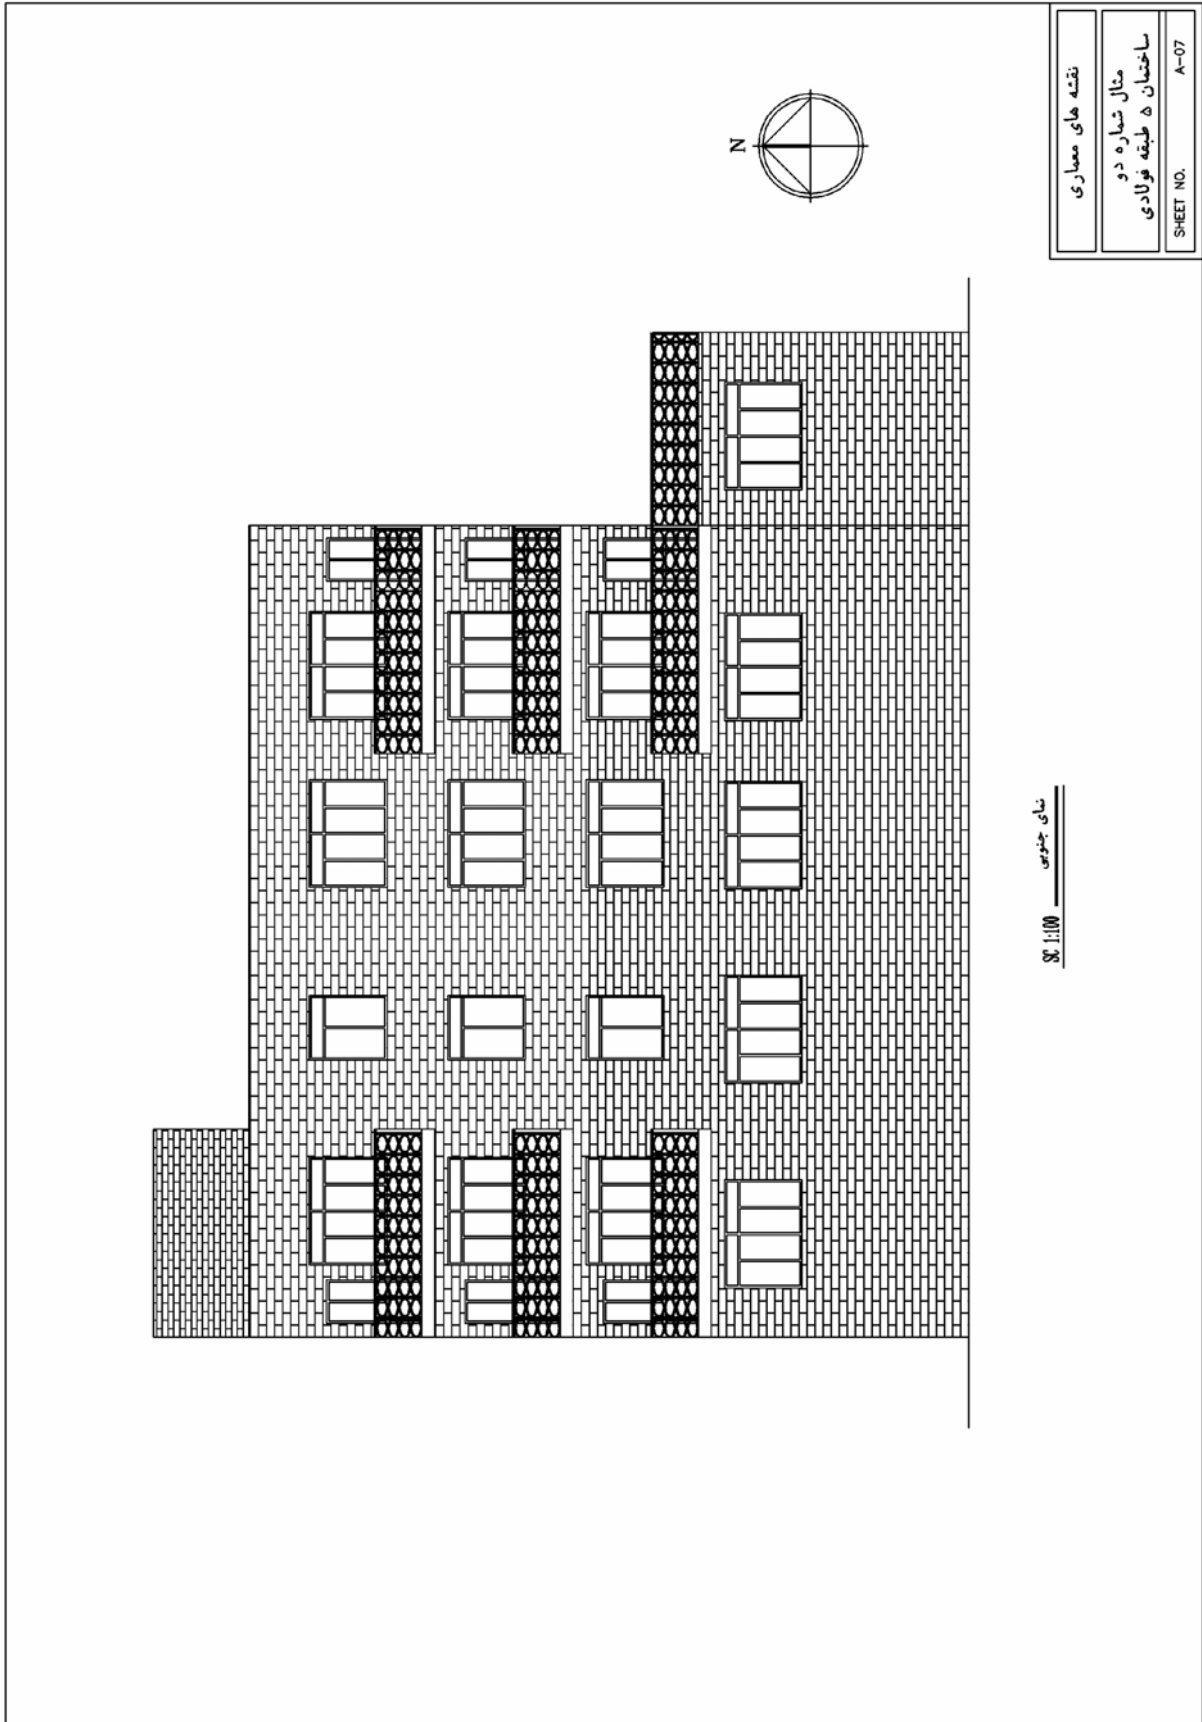 نقشه های معماری
مثال شماره دو
ساختمان ۵ طبقه فولادی
SHEET NO. A-07
N
نمای جنوبی
SC 1:100